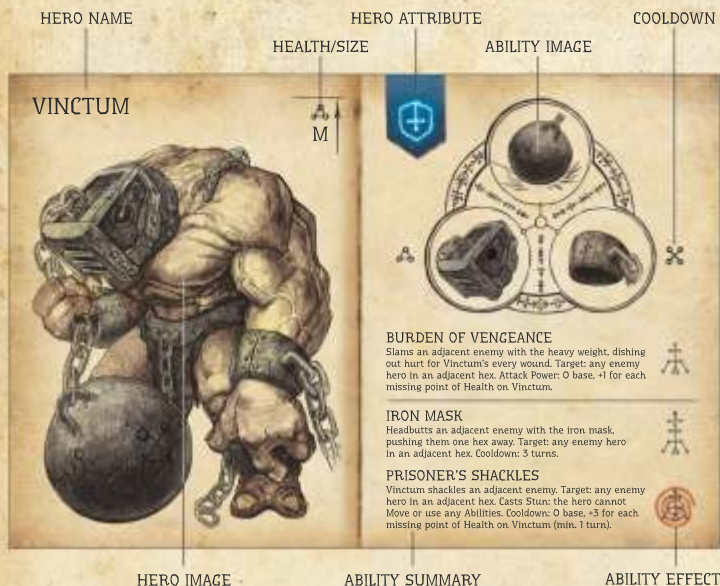 HERO NAME
HERO ATTRIBUTE
COOLDOWN
HEALTH/SIZE
ABILITY IMAGE
VINCTUM
M
BURDEN OF VENGEANCE
Slams an adjacent enemy with the heavy weight, dishing
out hurt for Vinctum's every wound. Target: any enemy
hero in an adjacent hex. Attack Power: 0 base, +1 for each
missing point of Health on Vinctum.
IRON MASK
Headbutts an adjacent enemy with the iron mask,
pushing them one hex away. Target: any enemy hero
in an adjacent hex. Cooldown: 3 turns.
PRISONER'S SHACKLES
Vinctum shackles an adjacent enemy. Target: any enemy
hero in an adjacent hex. Casts Stun: the hero cannot
Move or use any Abilities. Cooldown: 0 base, +3 for each
missing point of Health on Vinctum (min. 1 turn).
HERO IMAGE
ABILITY SUMMARY
ABILITY EFFECT